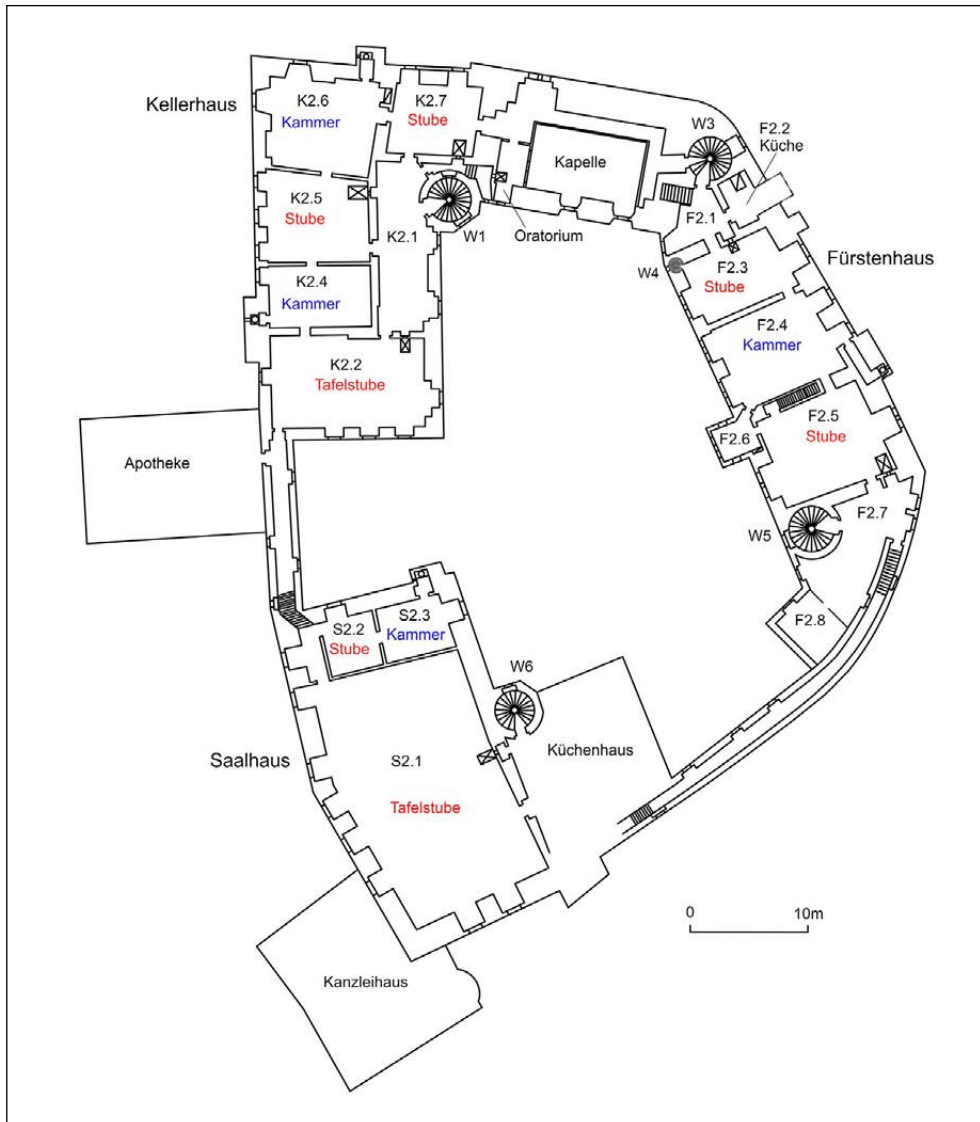 Kellerhaus
K2.6
Kammer
K2.7
Stube
Kapelle
W3
F2.2
Küche
K2.5
Stube
K2.1
W1
Oratorium
F2.1
W4
F2.3
Stube
Fürstenhaus
K2.4
Kammer
F2.4
Kammer
K2.2
Tafelstube
F2.5
Stube
F2.6
Apotheke
F2.7
W5
F2.8
S2.2
Stube
S2.3
Kammer
W6
Saalhaus
S2.1
Tafelstube
Küchenhaus
0 10m
Kanzleihaus